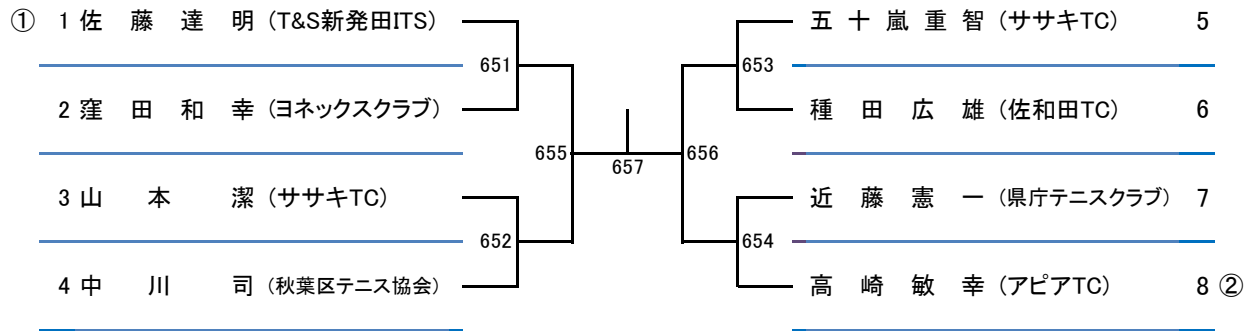 ① 1 佐藤達明 (T&S新発田ITS)
651
2 窪田和幸 (ヨネックスクラブ)
655
3 山本潔 (ササキTC)
652
4 中川司 (秋葉区テニス協会)
657
五十嵐重智 (ササキTC) 5
653
種田広雄 (佐和田TC) 6
656
近藤憲一 (県庁テニスクラブ) 7
654
高崎敏幸 (アピアTC) 8 ②